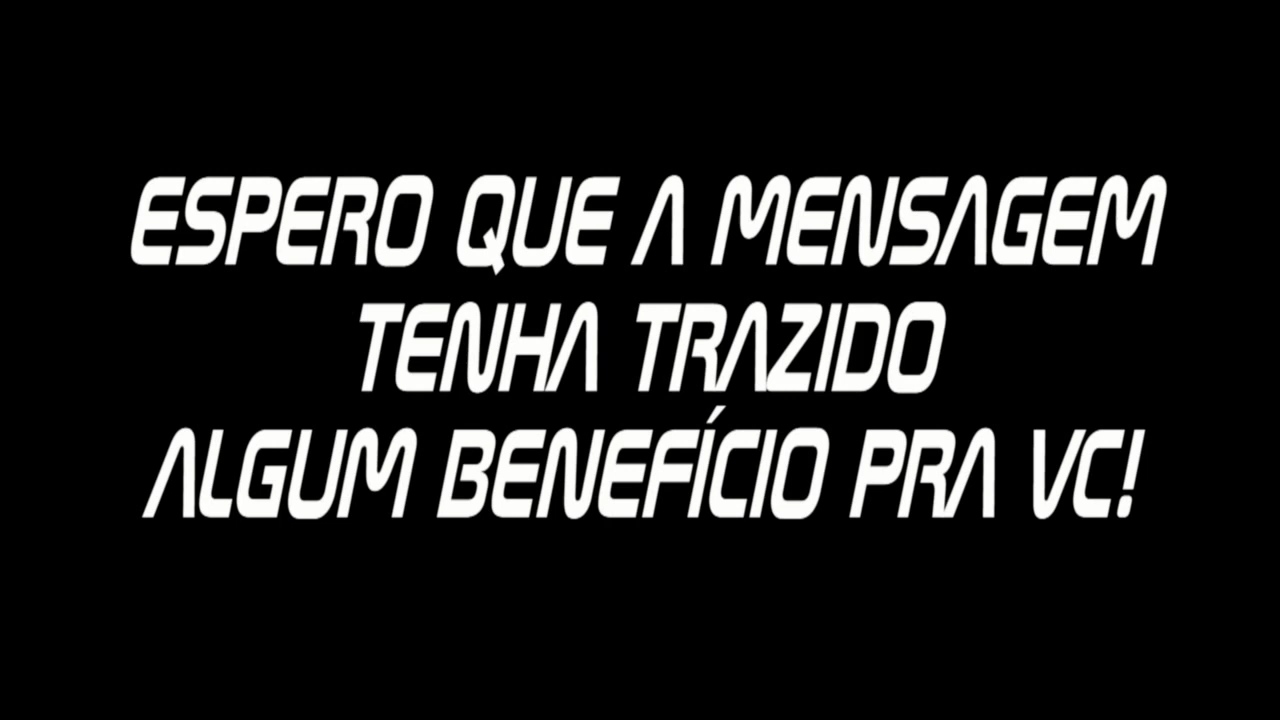 ESPERO QUE A MENSAGEM
TENHA TRAZIDO
ALGUM BENEFÍCIO PRA VC!